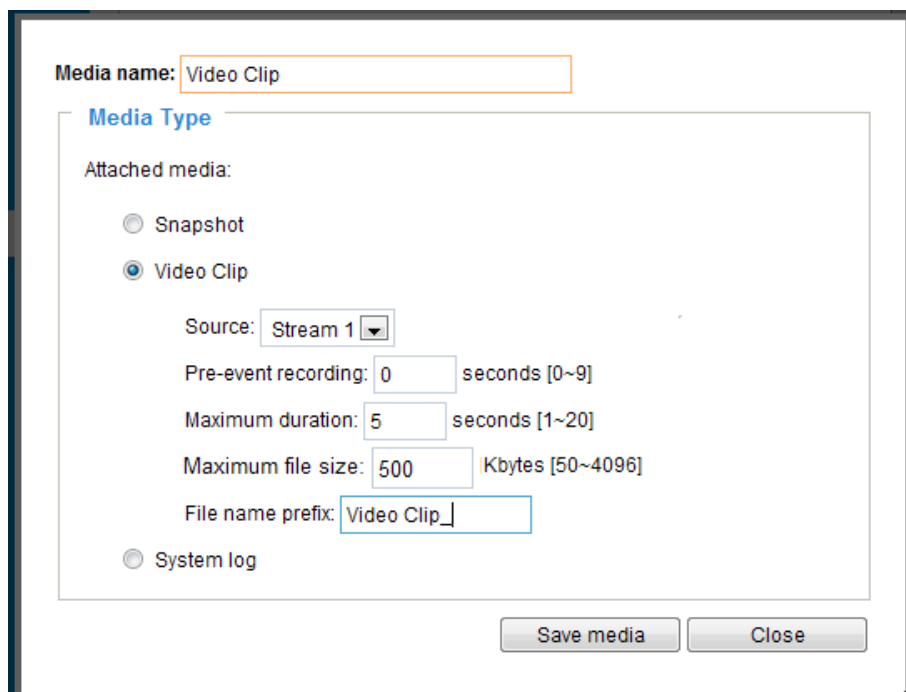 Media name: Video Clip
Media Type
Attached media:
Snapshot
Video Clip
Source: Stream 1
Pre-event recording: 0 seconds [0~9]
Maximum duration: 5 seconds [1~20]
Maximum file size: 500 Kbytes [50~4096]
File name prefix: Video Clip_
System log
Save media Close